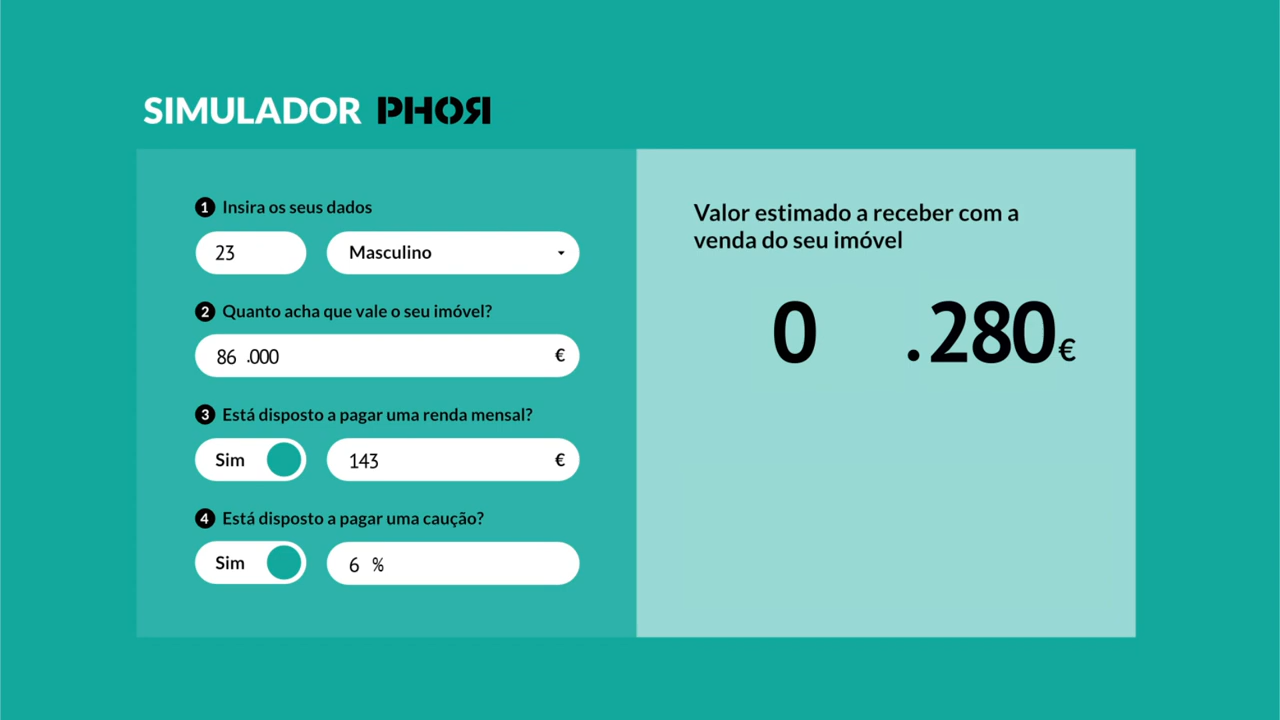 SIMULADOR PHOЯ
1 Insira os seus dados
23 Masculino
2 Quanto acha que vale o seu imóvel?
86 .000 €
3 Está disposto a pagar uma renda mensal?
Sim 143 €
4 Está disposto a pagar uma caução?
Sim 6 %
Valor estimado a receber com a
venda do seu imóvel
0 .280€